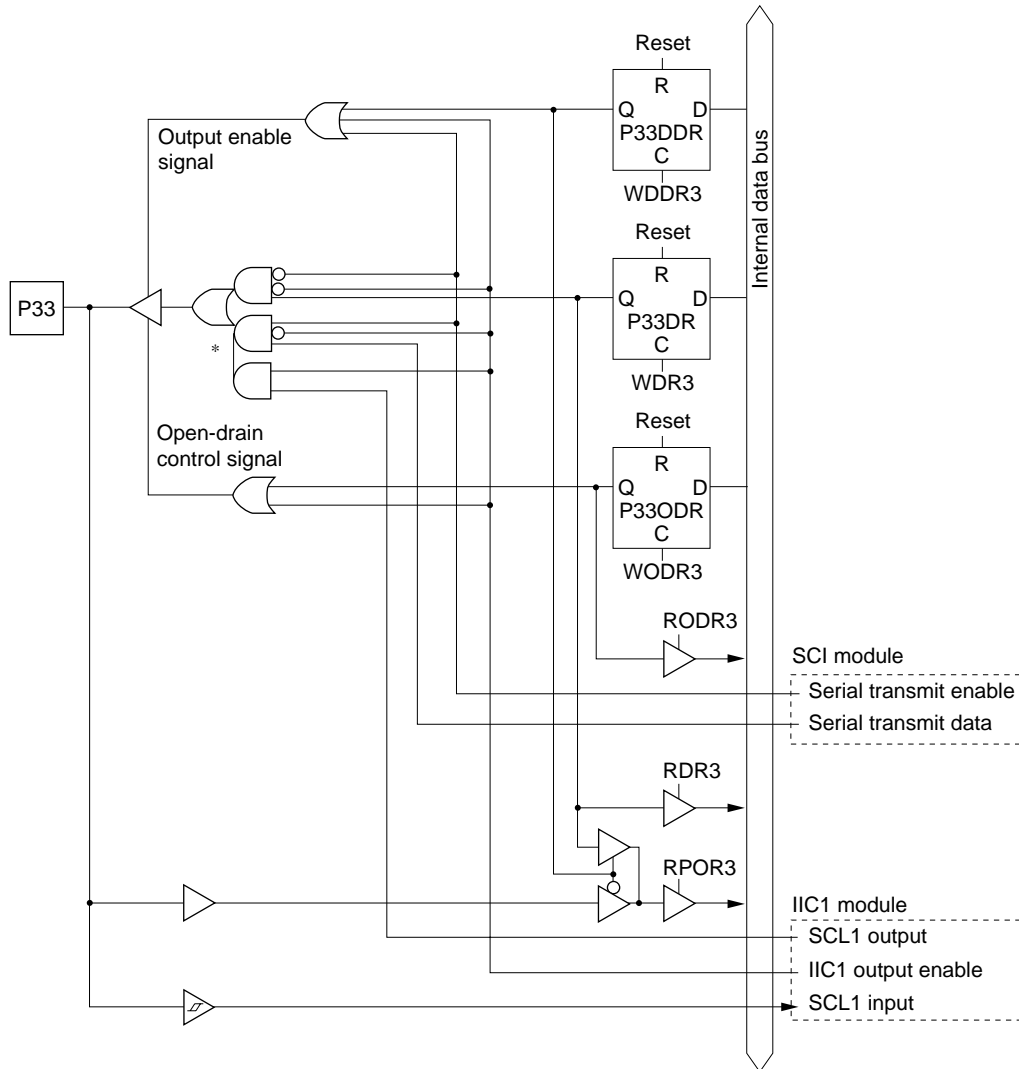 Reset
R
Q D
P33DDR
C
WDDR3
Output enable
signal
Internal data bus
Reset
R
Q D
P33DR
C
WDR3
P33
*
Open-drain
control signal
Reset
R
Q D
P33ODR
C
WODR3
RODR3
SCI module
Serial transmit enable
Serial transmit data
RDR3
RPOR3
IIC1 module
SCL1 output
IIC1 output enable
SCL1 input